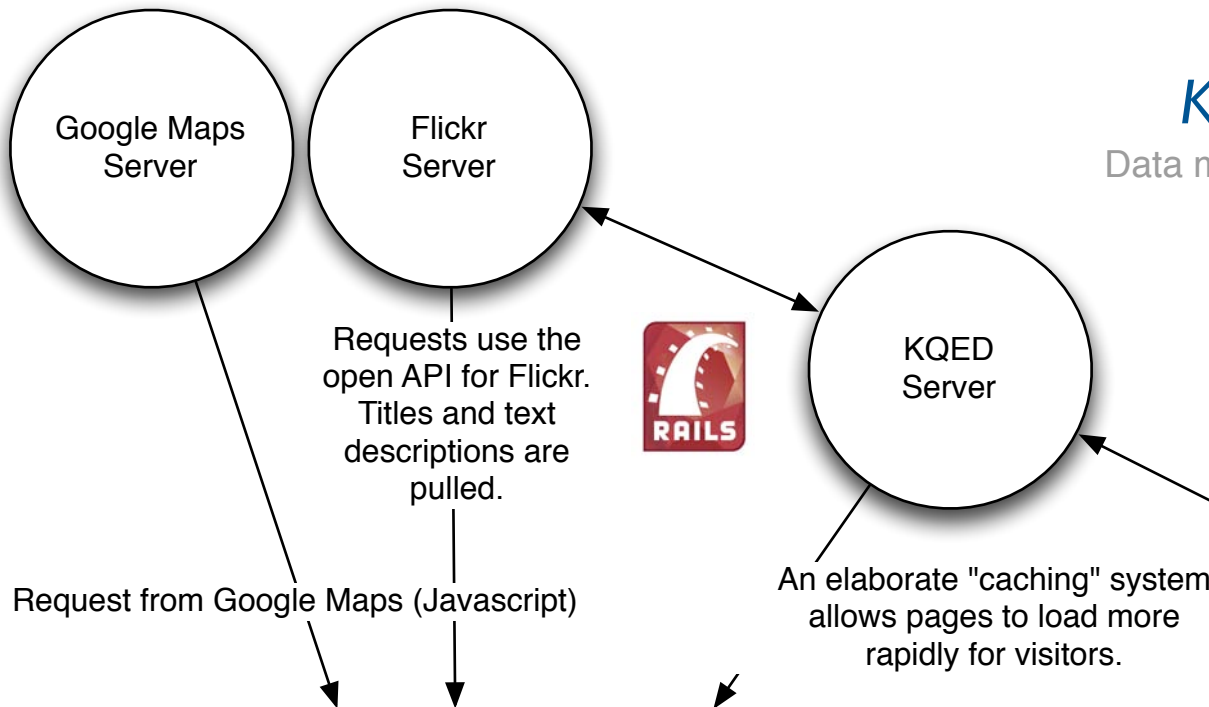 Google Maps
Server
Flickr
Server
K
Data m
Requests use the
open API for Flickr.
Titles and text
descriptions are
pulled.
RAILS
KQED
Server
Request from Google Maps (Javascript)
An elaborate "caching" system
allows pages to load more
rapidly for visitors.